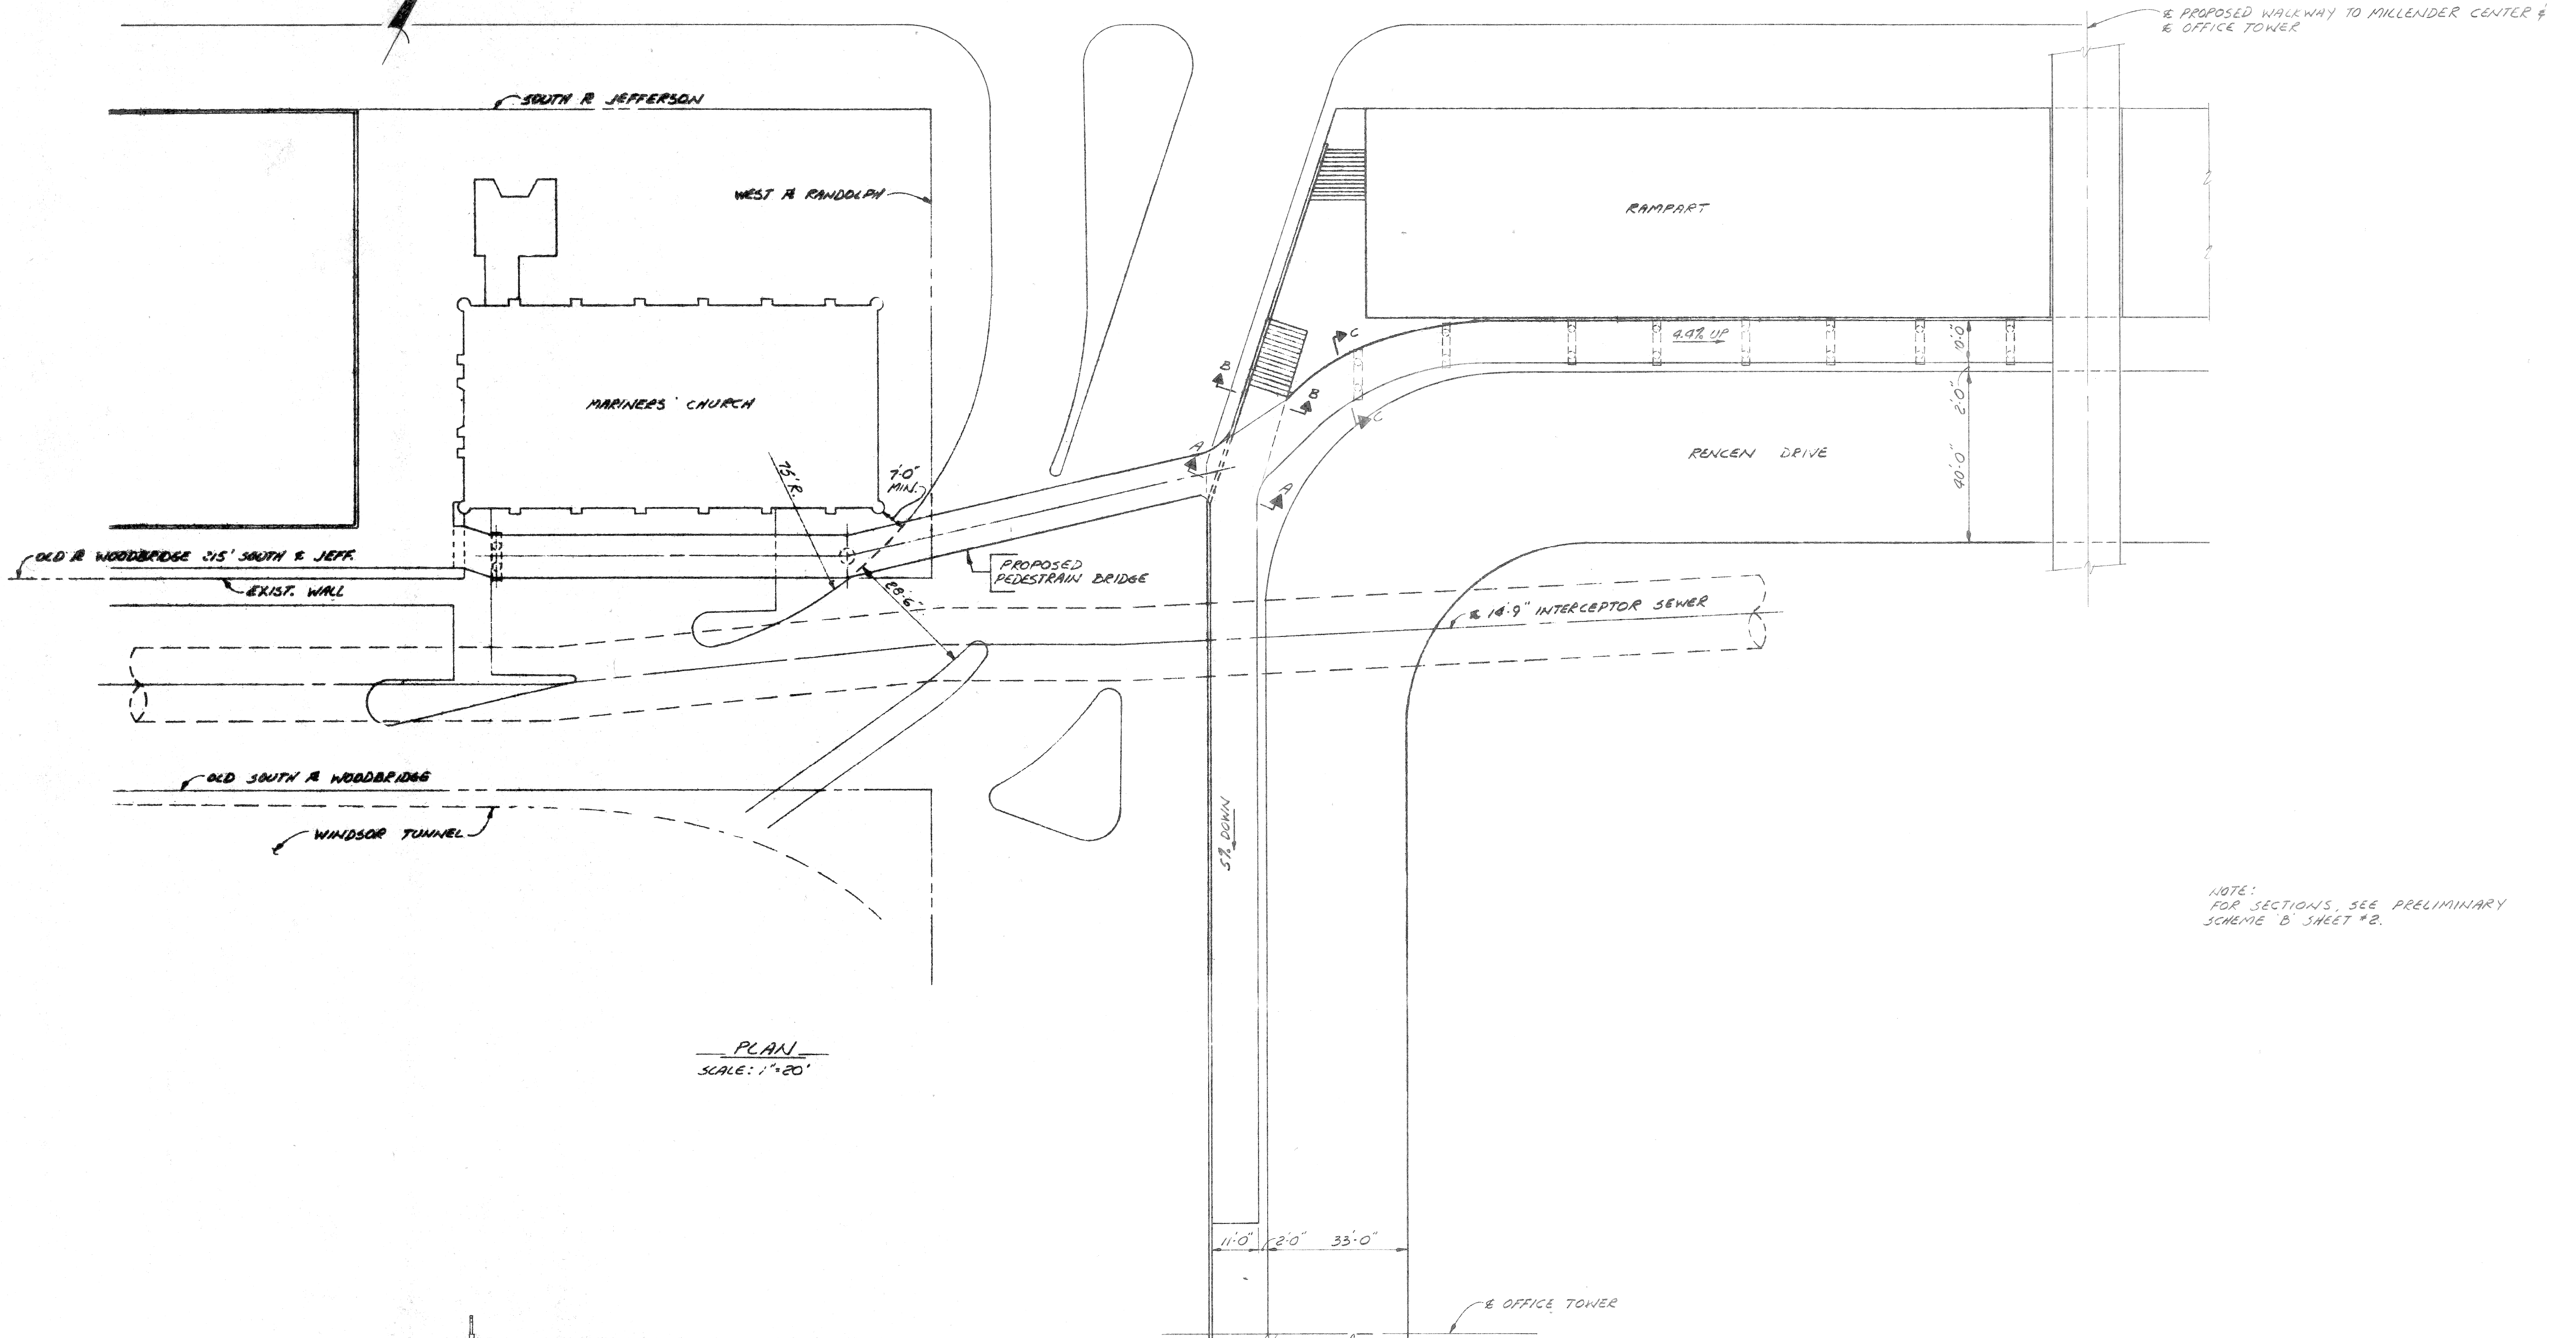 ℄ PROPOSED WALKWAY TO MILLENDER CENTER &
℄ OFFICE TOWER
SOUTH ⅊ JEFFERSON
WEST ⅊ RANDOLPH
RAMPART
4.4% UP
10'-0"
2'-0"
40'-0"
C
B
B
C
A
A
MARINERS' CHURCH
75' R.
7'-0"
MIN.
RENCEN DRIVE
OLD ⅊ WOODBRIDGE 215' SOUTH ℄ JEFF.
EXIST. WALL
PROPOSED
PEDESTRAIN BRIDGE
28'-6"
℄ 14'-9" INTERCEPTOR SEWER
OLD SOUTH ⅊ WOODBRIDGE
WINDSOR TUNNEL
5% DOWN
NOTE:
FOR SECTIONS, SEE PRELIMINARY
SCHEME 'B' SHEET #2.
PLAN
SCALE: 1"=20'
11'-0" 2'-0" 33'-0"
℄ OFFICE TOWER